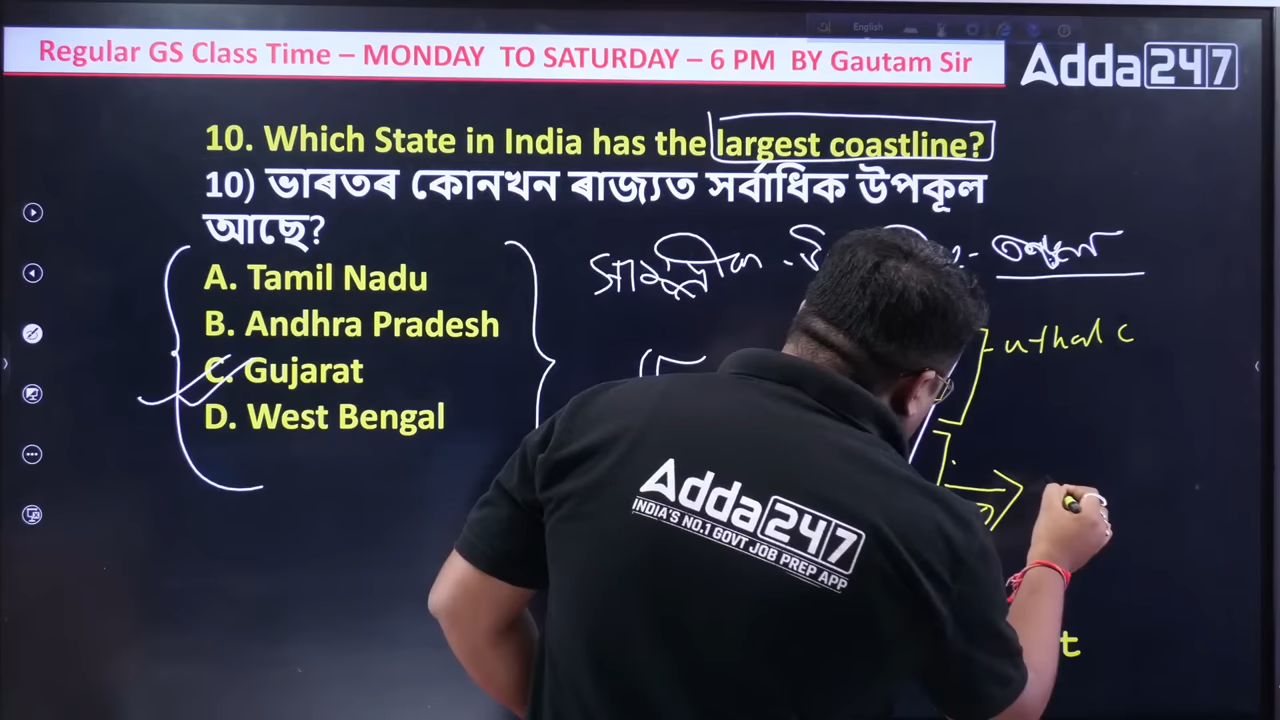 English
Regular GS Class Time – MONDAY TO SATURDAY – 6 PM BY Gautam Sir
Adda247
10. Which State in India has the largest coastline?
10) ভাৰতৰ কোনখন ৰাজ্যত সৰ্বাধিক উপকূল
আছে?
A. Tamil Nadu
B. Andhra Pradesh
C. Gujarat
D. West Bengal
Adda247
INDIA'S NO.1 GOVT JOB PREP APP
t